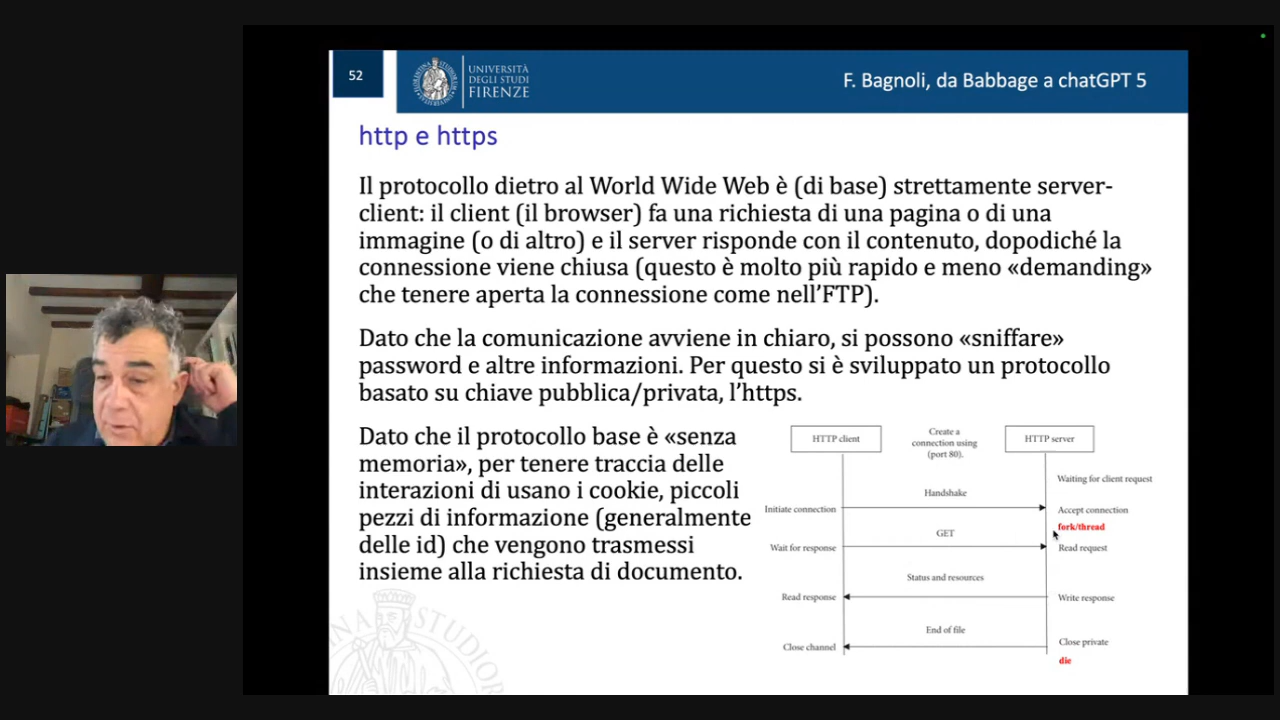 52
UNIVERSITÀ
DEGLI STUDI
FIRENZE
F. Bagnoli, da Babbage a chatGPT 5
http e https
Il protocollo dietro al World Wide Web è (di base) strettamente server-
client: il client (il browser) fa una richiesta di una pagina o di una
immagine (o di altro) e il server risponde con il contenuto, dopodiché la
connessione viene chiusa (questo è molto più rapido e meno «demanding»
che tenere aperta la connessione come nell’FTP).
Dato che la comunicazione avviene in chiaro, si possono «sniffare»
password e altre informazioni. Per questo si è sviluppato un protocollo
basato su chiave pubblica/privata, l’https.
Dato che il protocollo base è «senza
memoria», per tenere traccia delle
interazioni di usano i cookie, piccoli
pezzi di informazione (generalmente
delle id) che vengono trasmessi
insieme alla richiesta di documento.
HTTP client
Create a
connection using
(port 80).
HTTP server
Waiting for client request
Handshake
Initiate connection
Accept connection
fork/thread
GET
Wait for response
Read request
Status and resources
Read response
Write response
End of file
Close channel
Close private
die